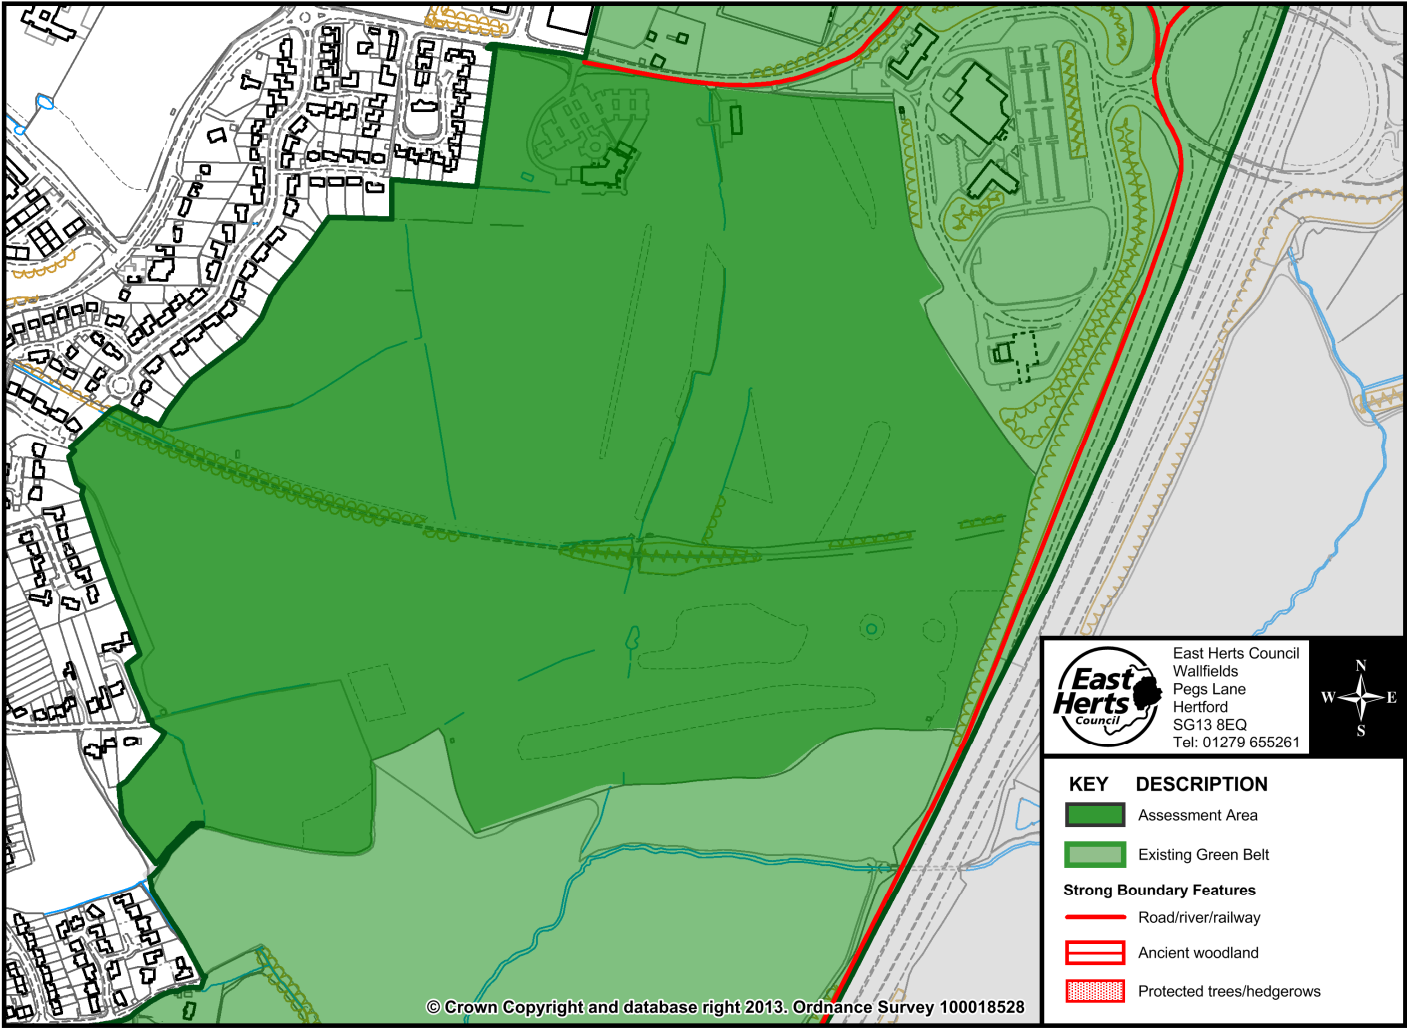 East
Herts
Council
East Herts Council
Wallfields
Pegs Lane
Hertford
SG13 8EQ
Tel: 01279 655261
N
W E
S
KEY DESCRIPTION
Assessment Area
Existing Green Belt
Strong Boundary Features
Road/river/railway
Ancient woodland
Protected trees/hedgerows
© Crown Copyright and database right 2013. Ordnance Survey 100018528